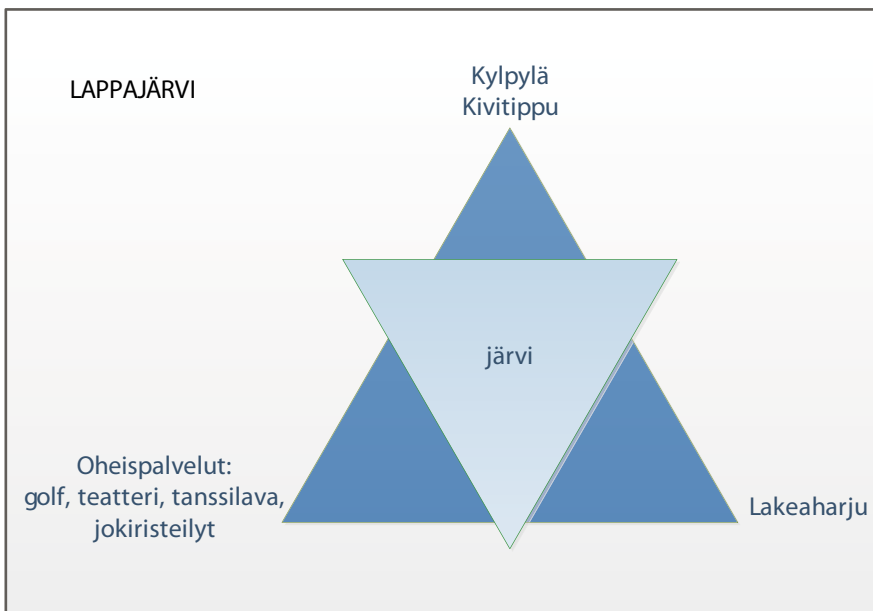 LAPPAJÄRVI
Kylpylä
Kivitippu
järvi
Oheispalvelut:
golf, teatteri, tanssilava,
jokiristeilyt
Lakeaharju